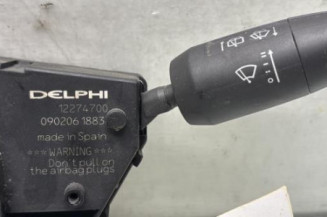 DELPHI
12274700
090206 1883
made in Spain
*** WARNING ***
Don't pull on
the airbag plugs